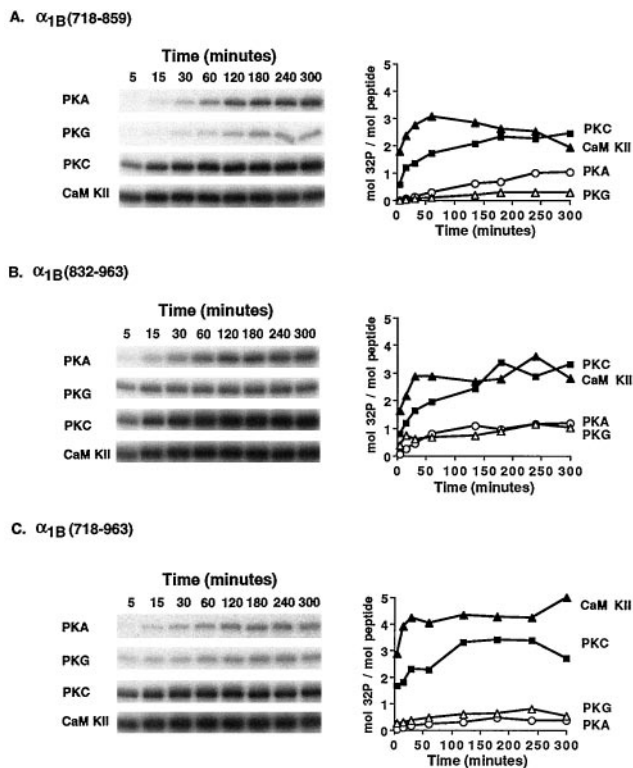 A. α1B(718-859)
Time (minutes)
5 15 30 60 120 180 240 300
PKA
PKG
PKC
CaM KII
mol 32P / mol peptide
5
4
3
2
1
0
0 50 100 150 200 250 300
Time (minutes)
PKC
CaM KII
PKA
PKG
B. α1B(832-963)
Time (minutes)
5 15 30 60 120 180 240 300
PKA
PKG
PKC
CaM KII
mol 32P / mol peptide
5
4
3
2
1
0
0 50 100 150 200 250 300
Time (minutes)
PKC
CaM KII
PKA
PKG
C. α1B(718-963)
Time (minutes)
5 15 30 60 120 180 240 300
PKA
PKG
PKC
CaM KII
mol 32P / mol peptide
5
4
3
2
1
0
0 50 100 150 200 250 300
Time (minutes)
CaM KII
PKC
PKG
PKA